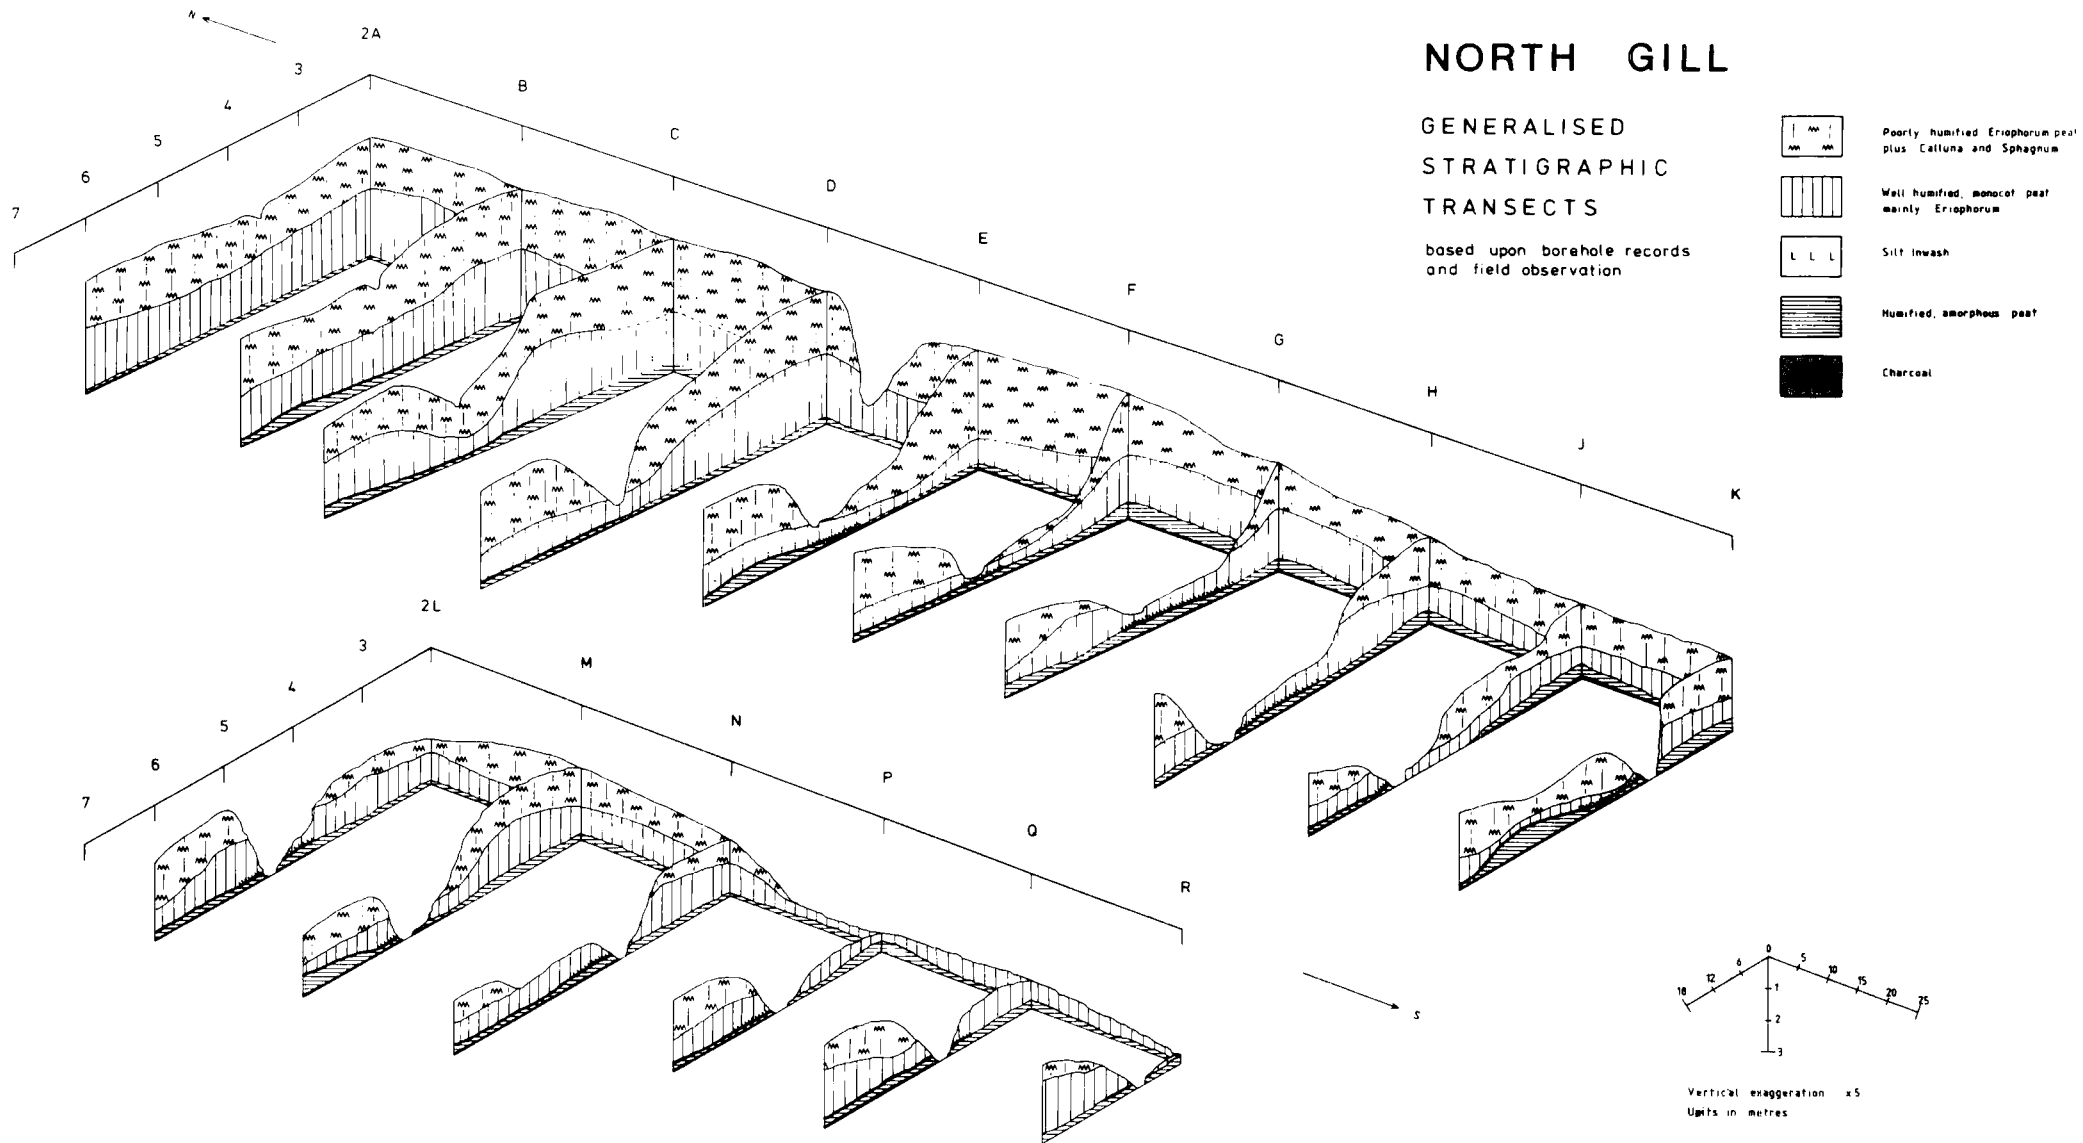 N
2A
3
4
5
6
7
B
C
D
E
F
G
H
J
K
NORTH GILL
GENERALISED
STRATIGRAPHIC
TRANSECTS
based upon borehole records
and field observation
Poorly humified Eriophorum peat
plus Calluna and Sphagnum
Well humified, monocot peat
mainly Eriophorum
L L L
Silt Inwash
Humified, amorphous peat
Charcoal
2L
3
4
5
6
7
M
N
P
Q
R
S
18 12 6 0 5 10 15 20 25
1
2
3
Vertical exaggeration x5
Units in metres